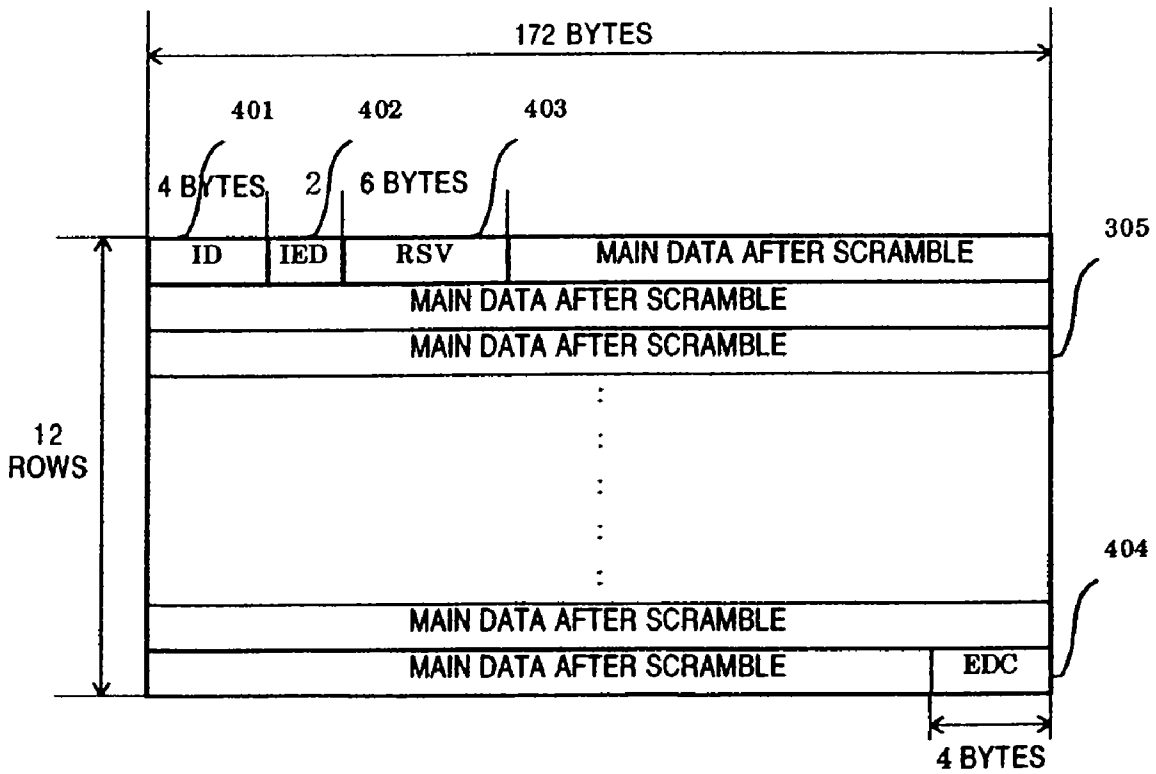 172 BYTES
401 402 403
4 BYTES 2 6 BYTES
305
ID IED RSV MAIN DATA AFTER SCRAMBLE
MAIN DATA AFTER SCRAMBLE
MAIN DATA AFTER SCRAMBLE
12
ROWS
404
MAIN DATA AFTER SCRAMBLE
MAIN DATA AFTER SCRAMBLE EDC
4 BYTES